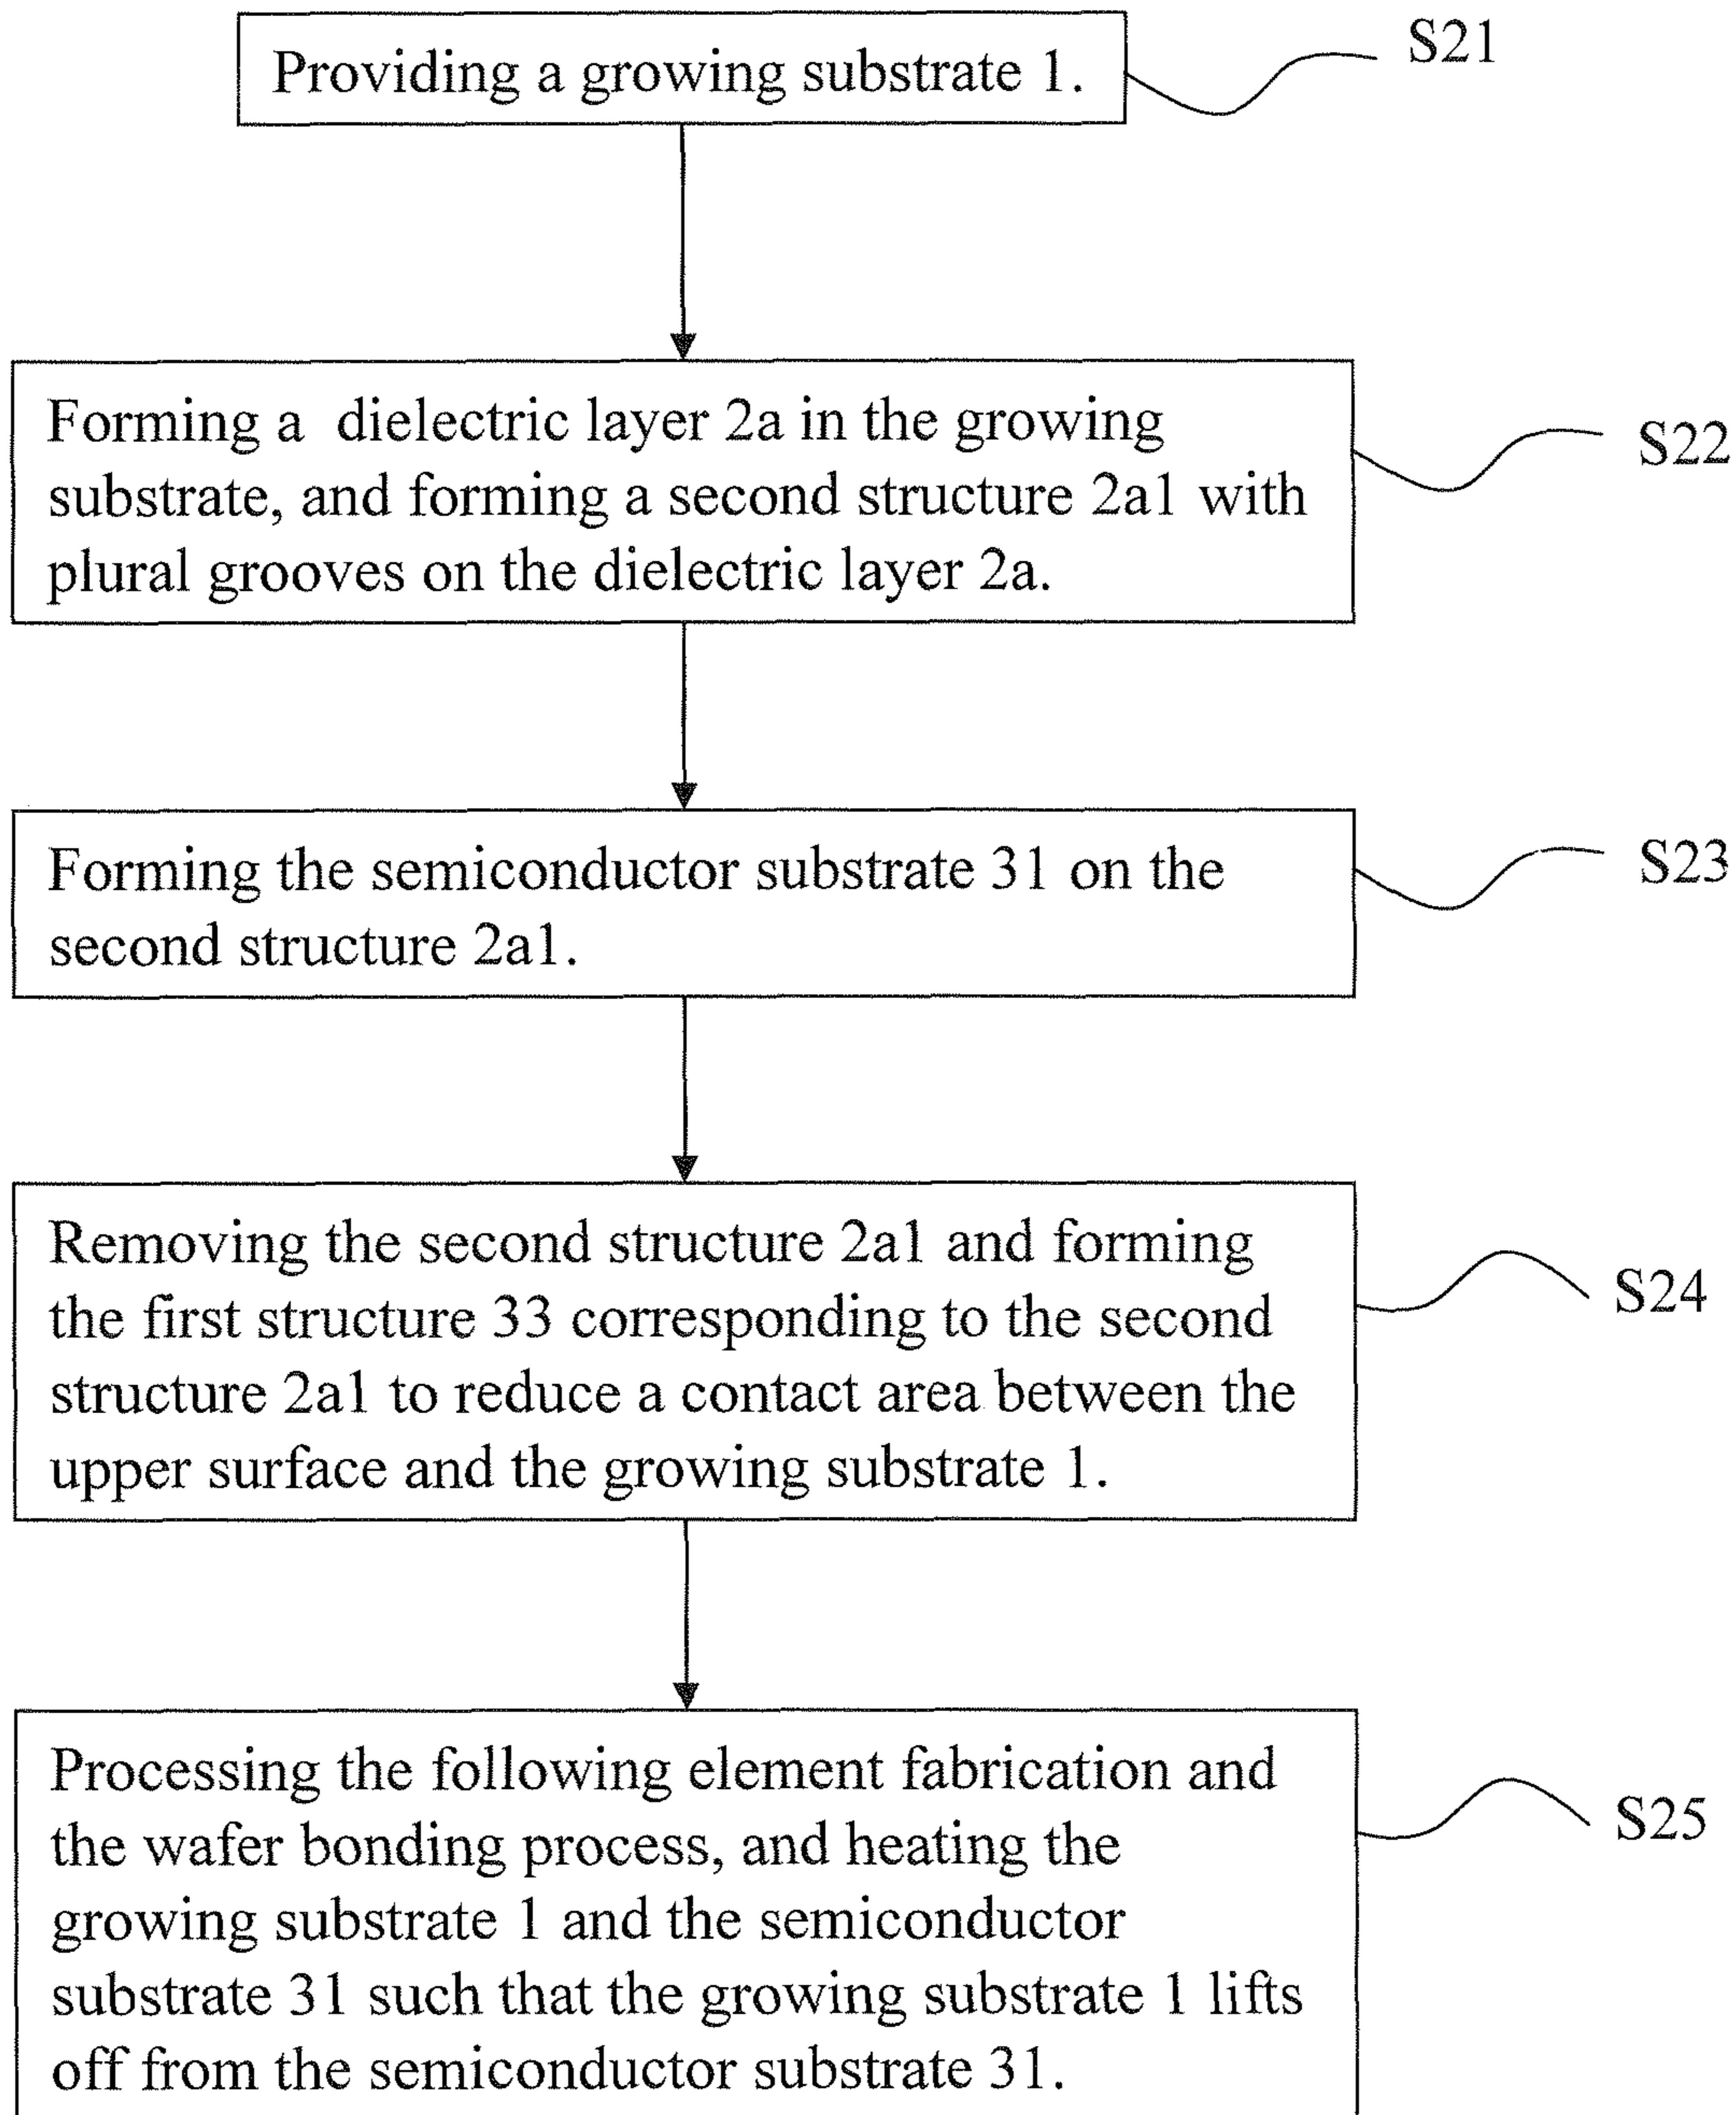 Providing a growing substrate 1.
S21
Forming a dielectric layer 2a in the growing
substrate, and forming a second structure 2a1 with
plural grooves on the dielectric layer 2a.
S22
Forming the semiconductor substrate 31 on the
second structure 2a1.
S23
Removing the second structure 2a1 and forming
the first structure 33 corresponding to the second
structure 2a1 to reduce a contact area between the
upper surface and the growing substrate 1.
S24
Processing the following element fabrication and
the wafer bonding process, and heating the
growing substrate 1 and the semiconductor
substrate 31 such that the growing substrate 1 lifts
off from the semiconductor substrate 31.
S25